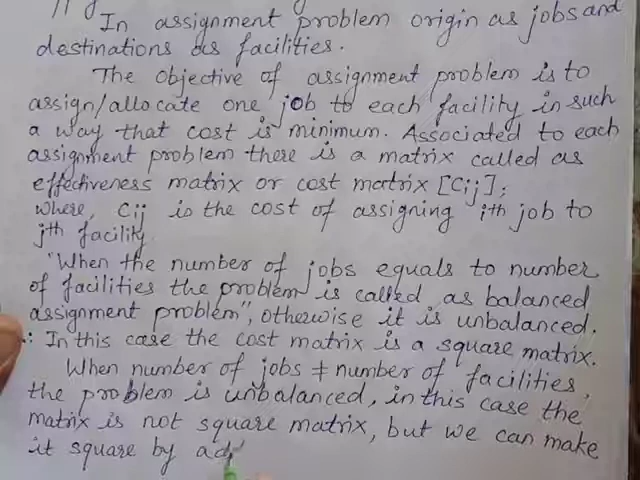 In assignment problem origin as jobs and
destinations as facilities.
The objective of assignment problem is to
assign/allocate one job to each facility in such
a way that cost is minimum. Associated to each
assignment problem there is a matrix called as
effectiveness matrix or cost matrix [Cij];
where, Cij is the cost of assigning ith job to
jth facility.
"When the number of jobs equals to number
of facilities the problem is called as balanced
assignment problem", otherwise it is unbalanced.
∴ In this case the cost matrix is a square matrix.
When number of jobs ≠ number of facilities,
the problem is unbalanced, in this case the
matrix is not square matrix, but we can make
it square by ad